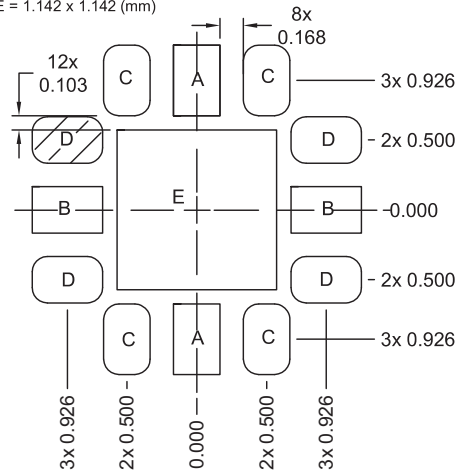 E = 1.142 x 1.142 (mm)
8x
0.168
12x
0.103
C
A
C
3x 0.926
D
D
2x 0.500
E
B
B
0.000
D
D
2x 0.500
C
A
C
3x 0.926
3x 0.926
2x 0.500
0.000
2x 0.500
3x 0.926